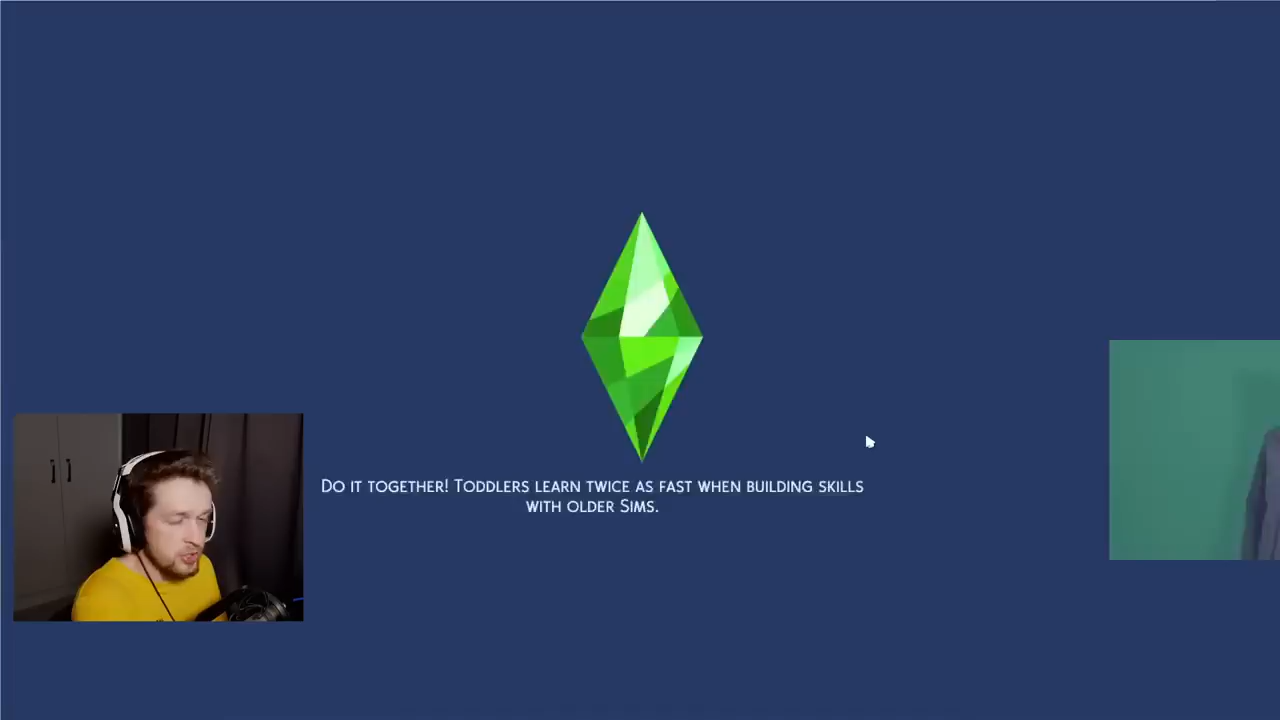 Do it together! Toddlers learn twice as fast when building skills
with older Sims.